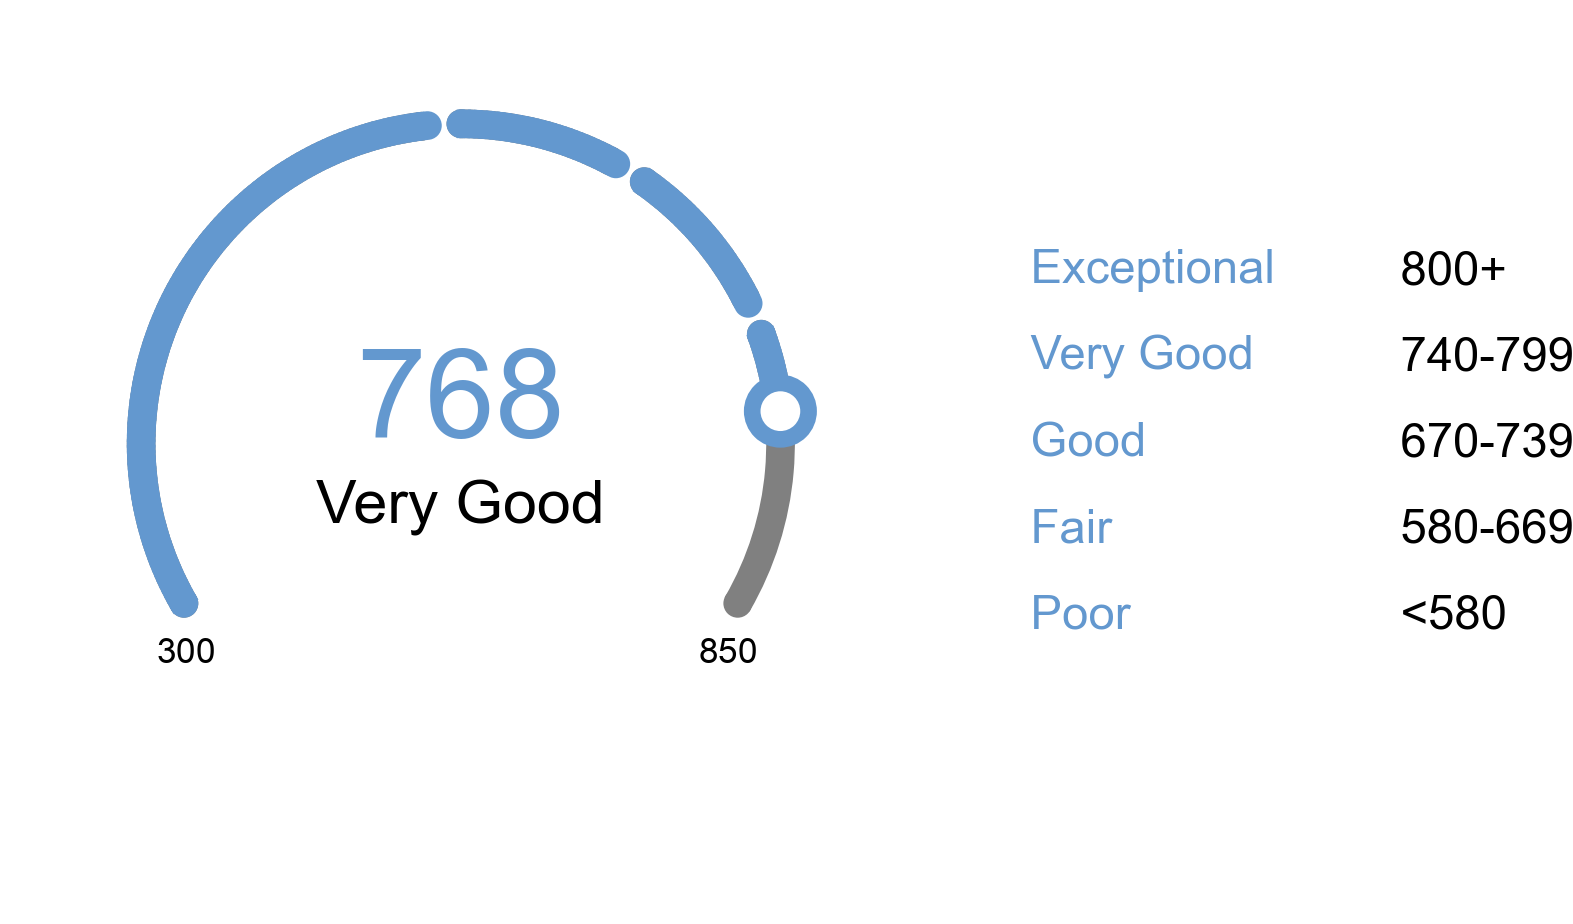 768
Very Good
300
850
Exceptional 800+
Very Good 740-799
Good 670-739
Fair 580-669
Poor <580